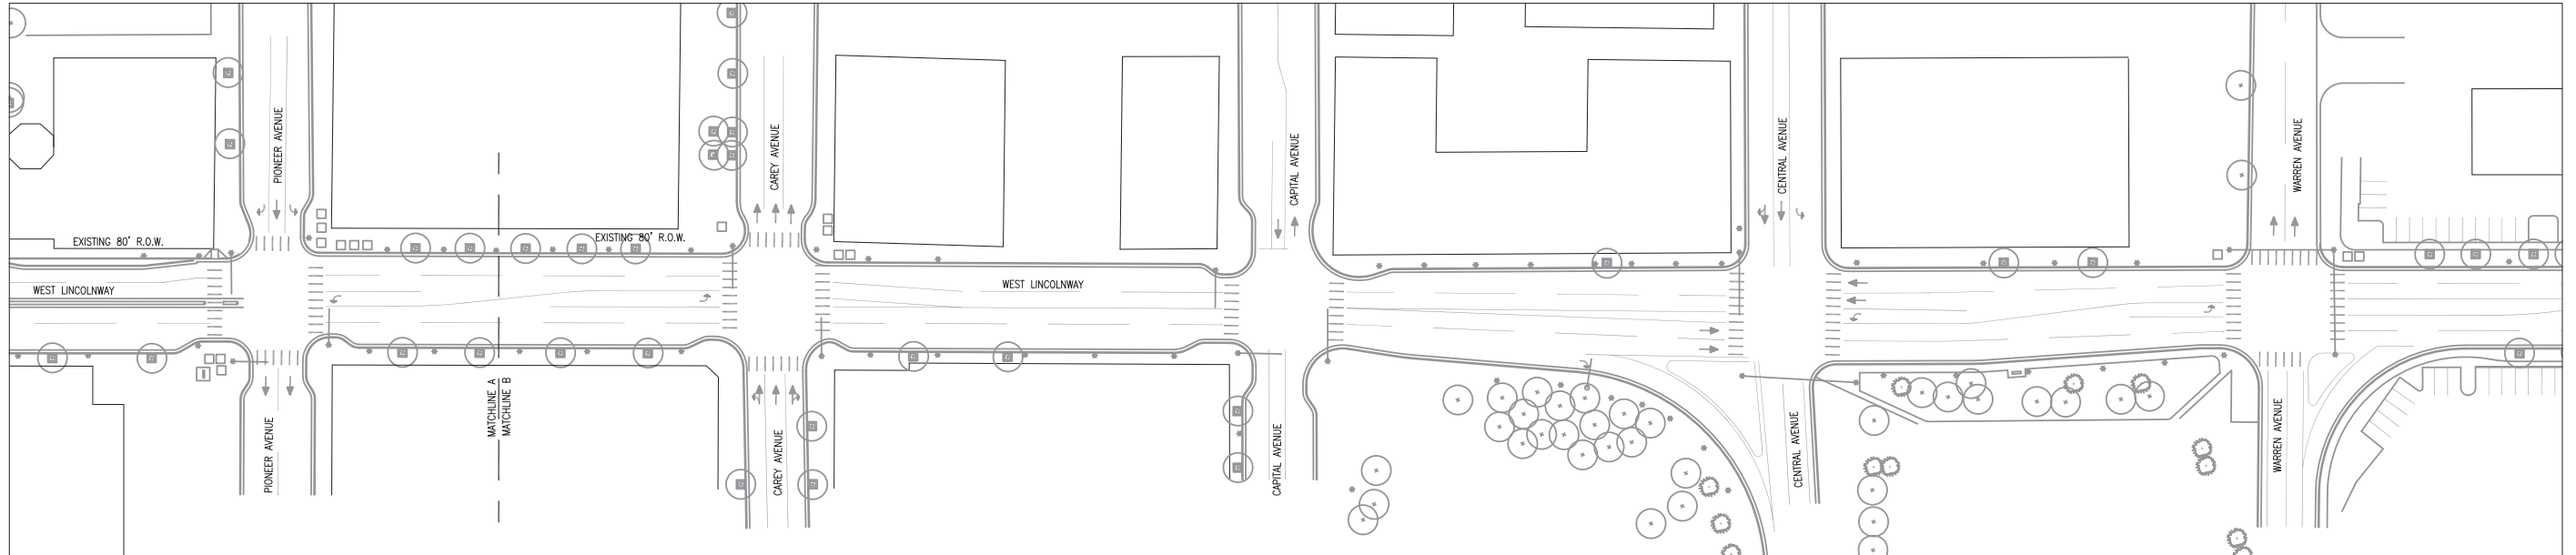 PIONEER AVENUE
CAREY AVENUE
CAPITAL AVENUE
CENTRAL AVENUE
WARREN AVENUE
EXISTING 80' R.O.W.
EXISTING 80' R.O.W.
WEST LINCOLNWAY
WEST LINCOLNWAY
MATCHLINE A
MATCHLINE B
PIONEER AVENUE
CAREY AVENUE
CAPITAL AVENUE
CENTRAL AVENUE
WARREN AVENUE